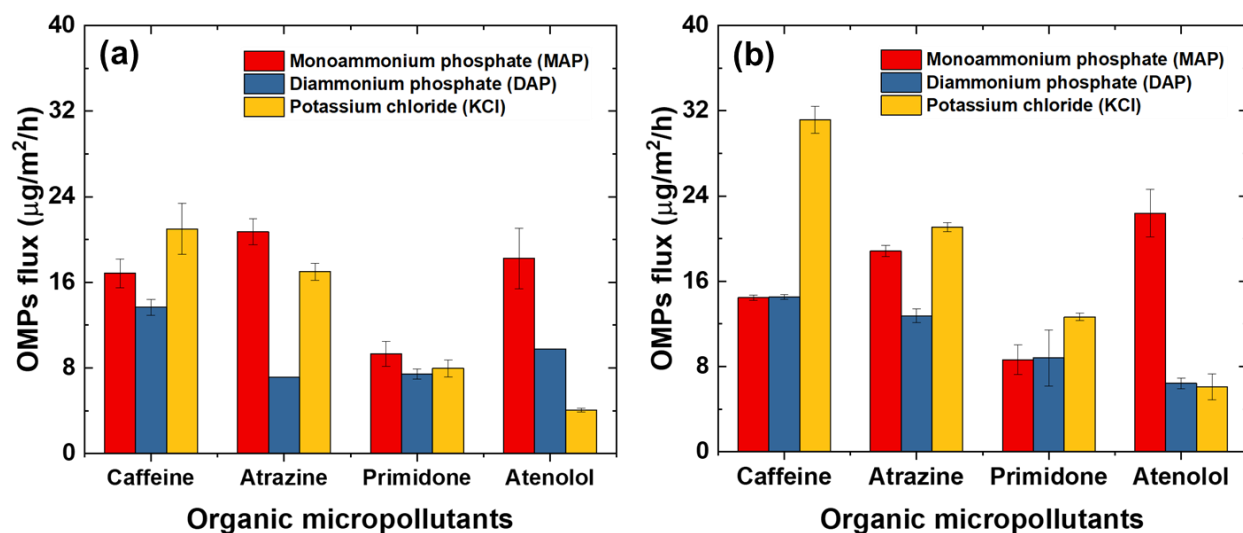 (a)
Monoammonium phosphate (MAP)
Diammonium phosphate (DAP)
Potassium chloride (KCl)
OMPs flux (μg/m²/h)
40
32
24
16
8
0
Caffeine Atrazine Primidone Atenolol
Organic micropollutants
(b)
Monoammonium phosphate (MAP)
Diammonium phosphate (DAP)
Potassium chloride (KCl)
OMPs flux (μg/m²/h)
40
32
24
16
8
0
Caffeine Atrazine Primidone Atenolol
Organic micropollutants